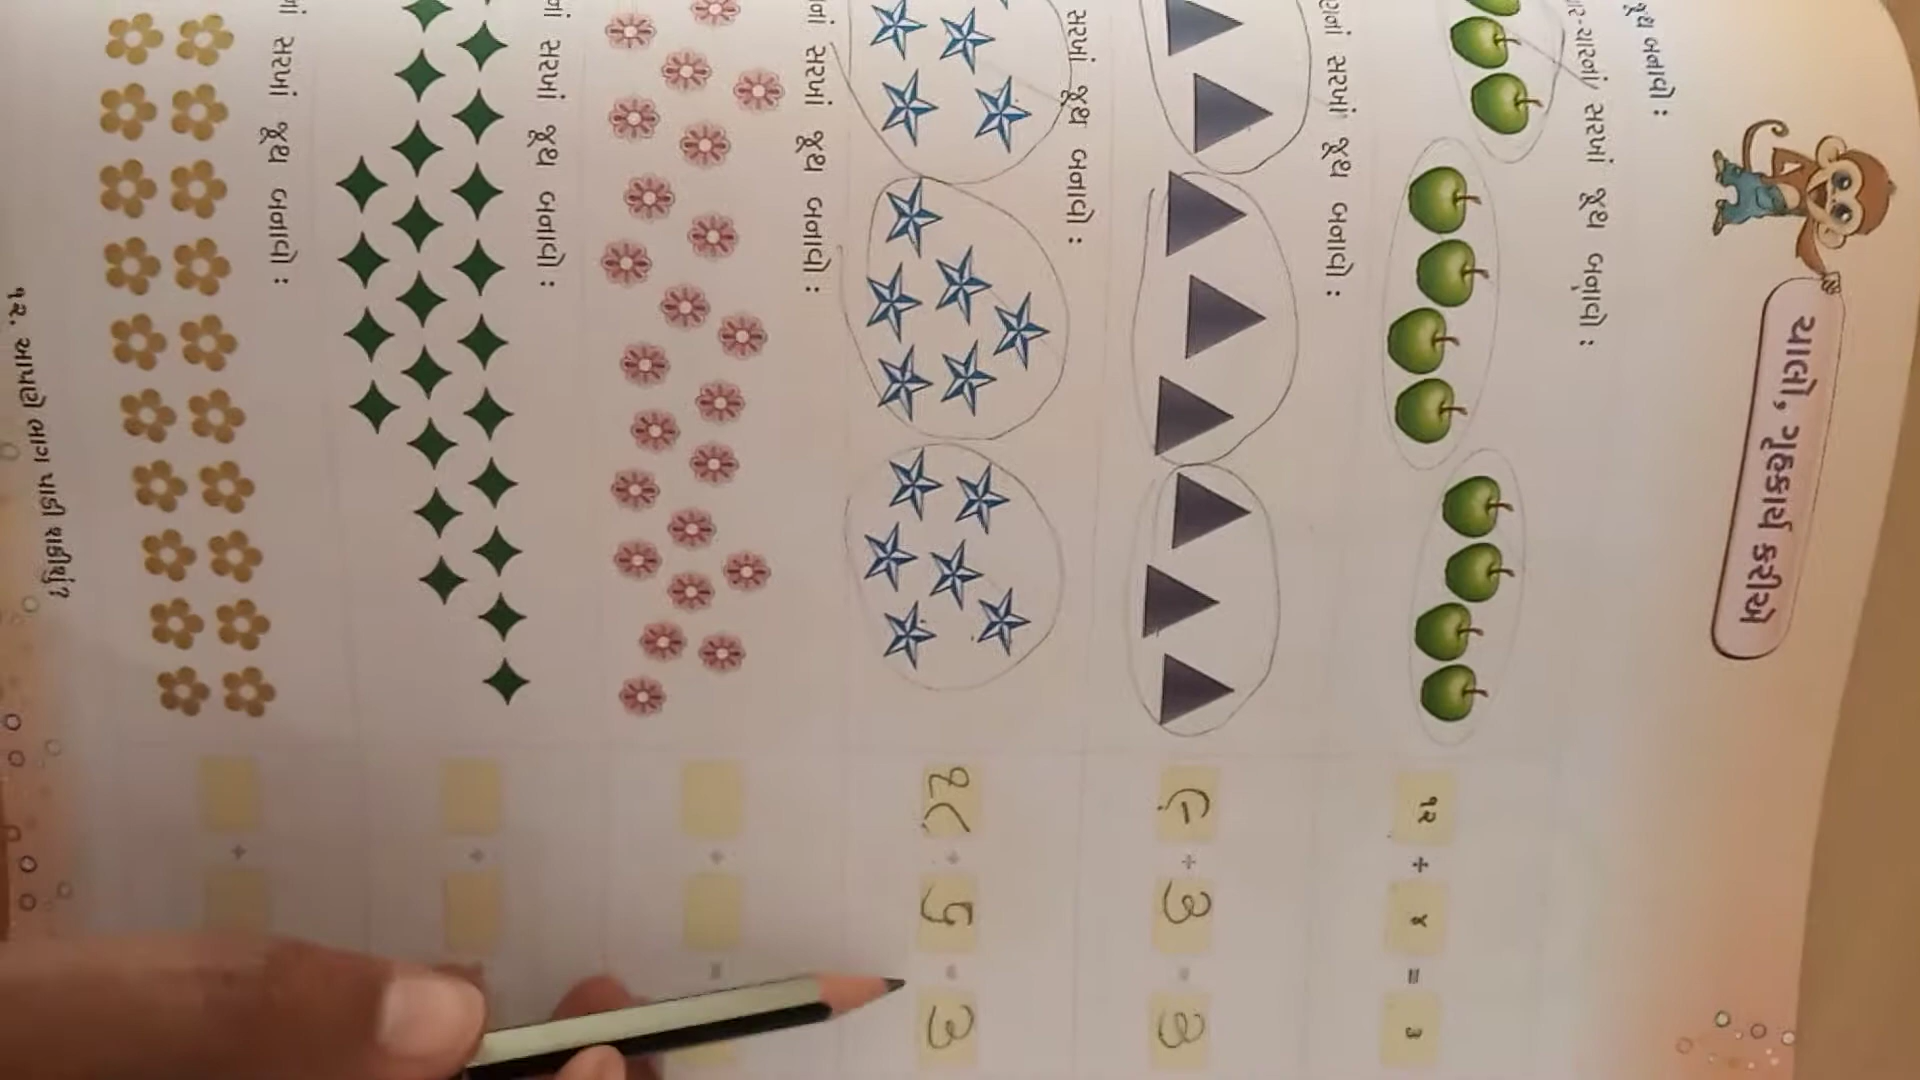 ચાલો, ગૃહકાર્ય કરીએ
જૂથ બનાવો :
સરખાં જૂથ બનાવો :
૧૨ ÷ ૪ = ૩
સરખાં જૂથ બનાવો :
૯ ÷ ૩ = ૩
સરખાં જૂથ બનાવો :
૧૮ ÷ ૬ = ૩
સરખાં જૂથ બનાવો :
÷ =
સરખાં જૂથ બનાવો :
÷
સરખાં જૂથ બનાવો :
÷
૧૨. આપણે ભાગ પાડી શકીશું?